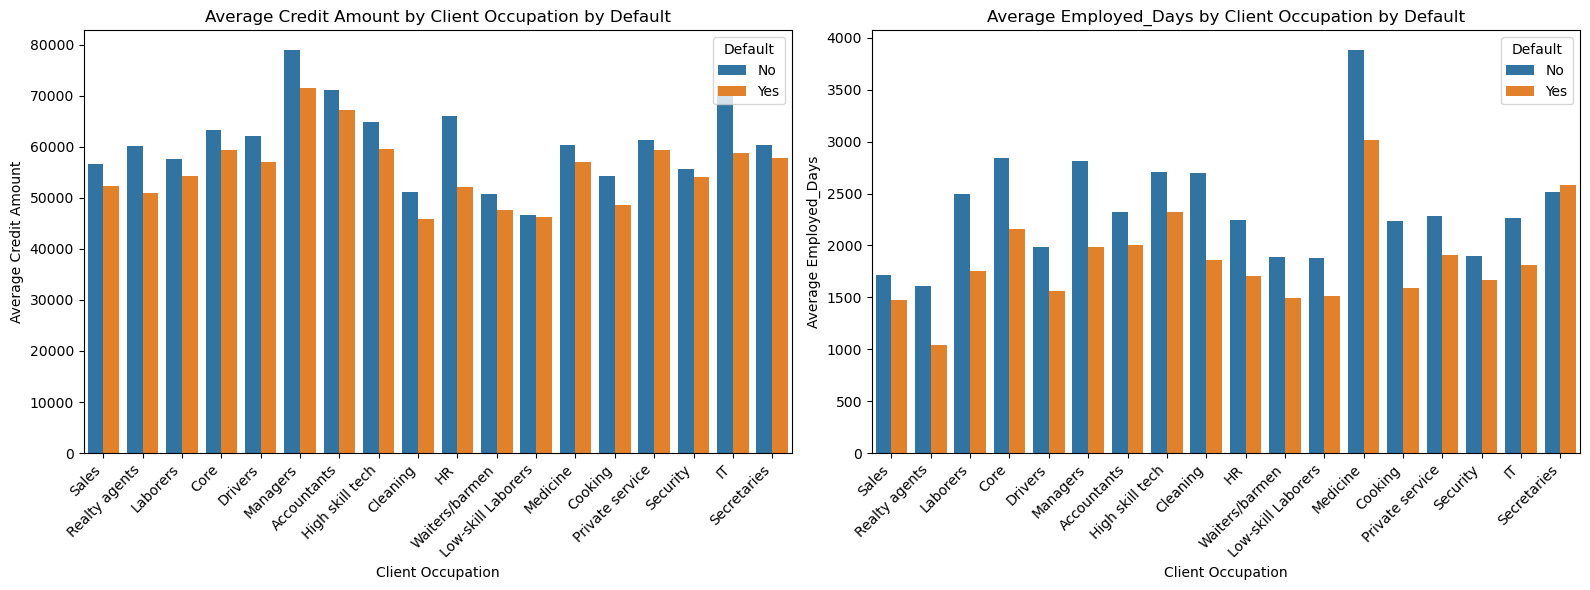 Average Credit Amount by Client Occupation by Default
Average Credit Amount
80000
70000
60000
50000
40000
30000
20000
10000
0
Default
No
Yes
Sales
Realty agents
Laborers
Core
Drivers
Managers
Accountants
High skill tech
Cleaning
HR
Waiters/barmen
Low-skill Laborers
Medicine
Cooking
Private service
Security
IT
Secretaries
Client Occupation
Average Employed_Days by Client Occupation by Default
Average Employed_Days
4000
3500
3000
2500
2000
1500
1000
500
0
Default
No
Yes
Sales
Realty agents
Laborers
Core
Drivers
Managers
Accountants
High skill tech
Cleaning
HR
Waiters/barmen
Low-skill Laborers
Medicine
Cooking
Private service
Security
IT
Secretaries
Client Occupation